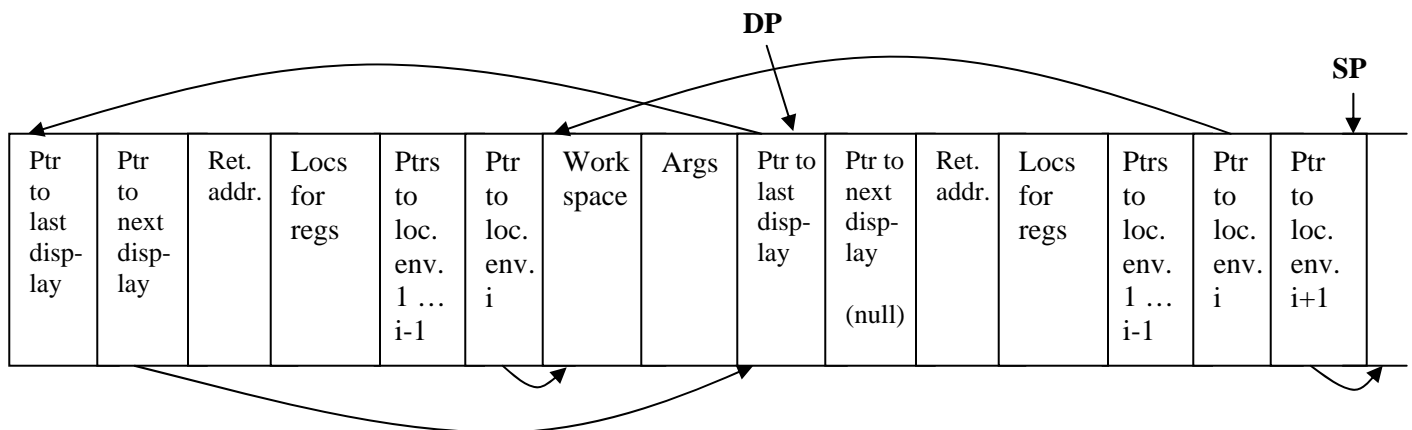 DP
SP
Ptr
to
last
disp-
lay
Ptr
to
next
disp-
lay
Ret.
addr.
Locs
for
regs
Ptrs
to
loc.
env.
1 …
i-1
Ptr
to
loc.
env.
i
Work
space
Args
Ptr to
last
disp-
lay
Ptr to
next
disp-
lay
(null)
Ret.
addr.
Locs
for
regs
Ptrs
to
loc.
env.
1 …
i-1
Ptr
to
loc.
env.
i
Ptr
to
loc.
env.
i+1